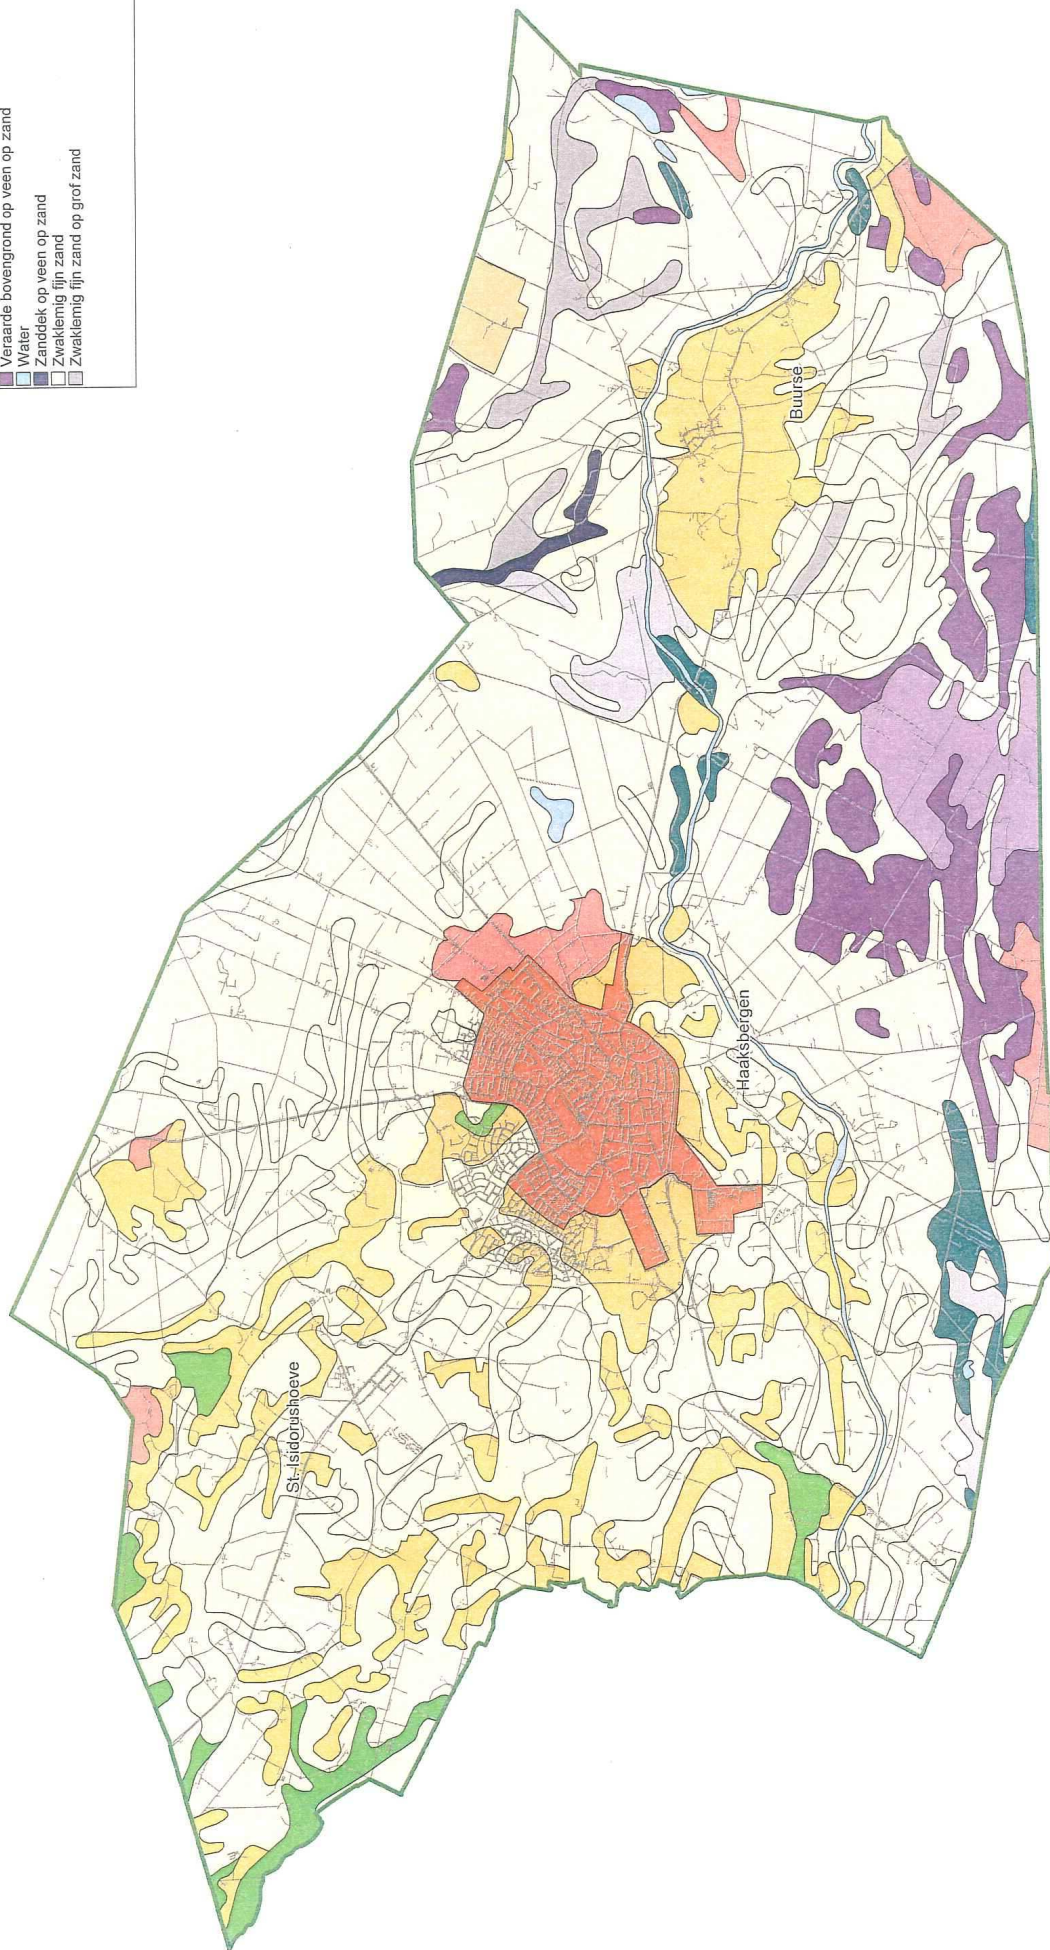 Veraarde bovengrond op veen op zand
Water
Zanddek op veen op zand
Zwaklemig fijn zand
Zwaklemig fijn zand op grof zand
Buurse
Haaksbergen
St. Isidorushoeve